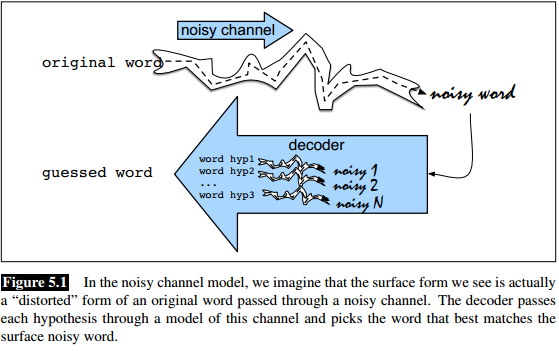 noisy channel
original word
noisy word
decoder
word hyp1
noisy 1
word hyp2
noisy 2
...
word hyp3
noisy N
guessed word
Figure 5.1 In the noisy channel model, we imagine that the surface form we see is actually
a “distorted” form of an original word passed through a noisy channel. The decoder passes
each hypothesis through a model of this channel and picks the word that best matches the
surface noisy word.